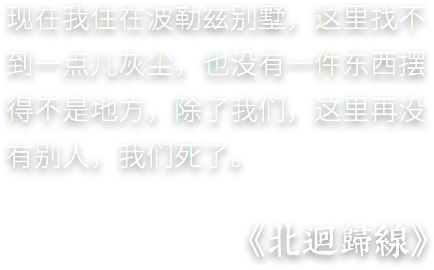 现在我住在波勒兹别墅，这里找不
到一点儿灰尘，也没有一件东西摆
得不是地方，除了我们，这里再没
有别人，我们死了。
《北迴歸線》